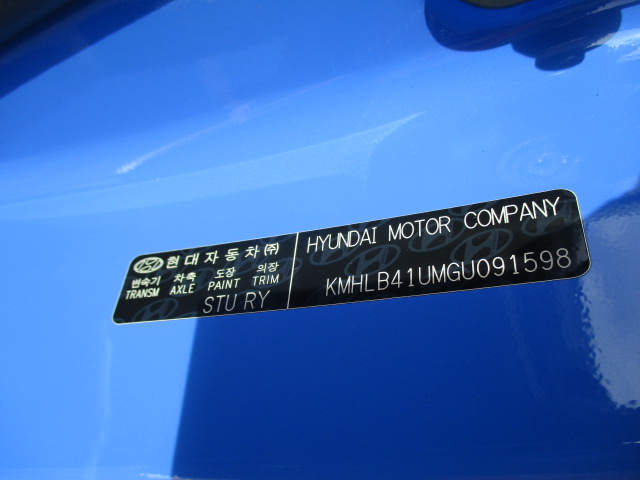 현대자동차(주)
변속기 차축 도장 의장
TRANSM AXLE PAINT TRIM
STU RY
HYUNDAI MOTOR COMPANY
KMHLB41UMGU091598